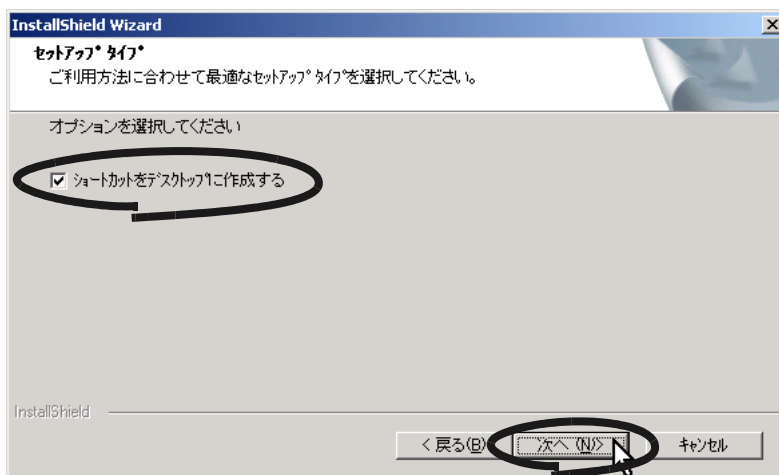 InstallShield Wizard
セットアップ タイプ
ご利用方法に合わせて最適なセットアップ タイプを選択してください。
オプションを選択してください
ショートカットをデスクトップに作成する
InstallShield
< 戻る(B) 次へ (N)> キャンセル